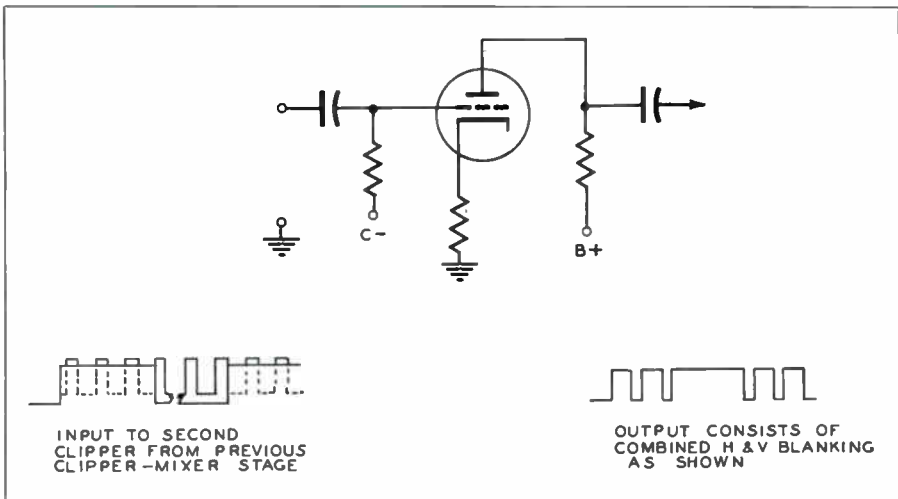 C-
B+
INPUT TO SECOND
CLIPPER FROM PREVIOUS
CLIPPER-MIXER STAGE
OUTPUT CONSISTS OF
COMBINED H & V BLANKING
AS SHOWN